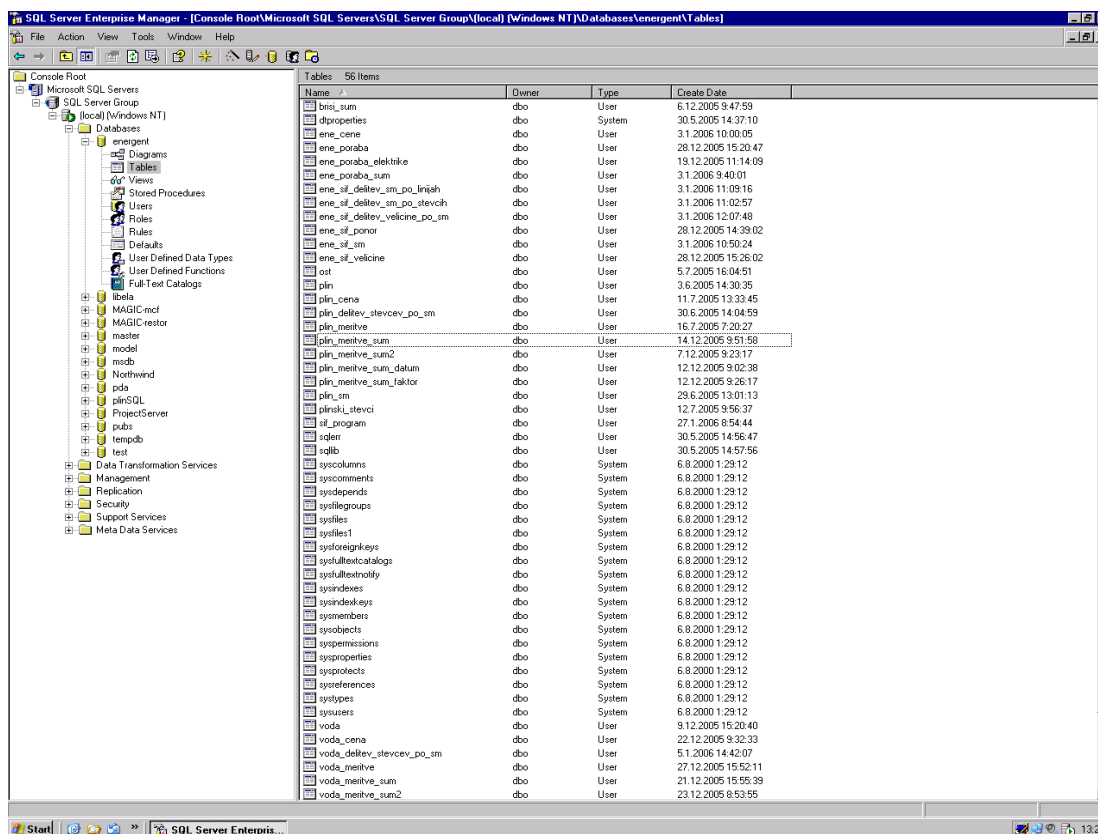 SQL Server Enterprise Manager - [Console Root\Microsoft SQL Servers\SQL Server Group\(local) (Windows NT)\Databases\energent\Tables]
File Action View Tools Window Help
Console Root
Microsoft SQL Servers
SQL Server Group
(local) (Windows NT)
Databases
energent
Diagrams
Tables
Views
Stored Procedures
Users
Roles
Rules
Defaults
User Defined Data Types
User Defined Functions
Full-Text Catalogs
libela
MAGIC-mcf
MAGIC-restor
master
model
msdb
Northwind
pda
plinSQL
ProjectServer
pubs
tempdb
test
Data Transformation Services
Management
Replication
Security
Support Services
Meta Data Services
Tables 56 Items
Name Owner Type Create Date
brisi_sum dbo User 6.12.2005 9:47:59
dtproperties dbo System 30.5.2005 14:37:10
ene_cene dbo User 3.1.2006 10:00:05
ene_poraba dbo User 28.12.2005 15:20:47
ene_poraba_elektrike dbo User 19.12.2005 11:14:09
ene_poraba_sum dbo User 3.1.2006 9:40:01
ene_sif_delitev_sm_po_linijah dbo User 3.1.2006 11:09:16
ene_sif_delitev_sm_po_stevcih dbo User 3.1.2006 11:02:57
ene_sif_delitev_velicine_po_sm dbo User 3.1.2006 12:07:48
ene_sif_ponor dbo User 28.12.2005 14:39:02
ene_sif_sm dbo User 3.1.2006 10:50:24
ene_sif_velicine dbo User 28.12.2005 15:26:02
ost dbo User 5.7.2005 16:04:51
plin dbo User 3.6.2005 14:30:35
plin_cena dbo User 11.7.2005 13:33:45
plin_delitev_stevcev_po_sm dbo User 30.6.2005 14:04:59
plin_meritve dbo User 16.7.2005 7:20:27
plin_meritve_sum dbo User 14.12.2005 9:51:58
plin_meritve_sum2 dbo User 7.12.2005 9:23:17
plin_meritve_sum_datum dbo User 12.12.2005 9:02:38
plin_meritve_sum_faktor dbo User 12.12.2005 9:26:17
plin_sm dbo User 29.6.2005 13:01:13
plinski_stevci dbo User 12.7.2005 9:56:37
sif_program dbo User 27.1.2006 8:54:44
sqlerr dbo User 30.5.2005 14:56:47
sqllib dbo User 30.5.2005 14:57:56
syscolumns dbo System 6.8.2000 1:29:12
syscomments dbo System 6.8.2000 1:29:12
sysdepends dbo System 6.8.2000 1:29:12
sysfilegroups dbo System 6.8.2000 1:29:12
sysfiles dbo System 6.8.2000 1:29:12
sysfiles1 dbo System 6.8.2000 1:29:12
sysforeignkeys dbo System 6.8.2000 1:29:12
sysfulltextcatalogs dbo System 6.8.2000 1:29:12
sysfulltextnotify dbo System 6.8.2000 1:29:12
sysindexes dbo System 6.8.2000 1:29:12
sysindexkeys dbo System 6.8.2000 1:29:12
sysmembers dbo System 6.8.2000 1:29:12
sysobjects dbo System 6.8.2000 1:29:12
syspermissions dbo System 6.8.2000 1:29:12
sysproperties dbo System 6.8.2000 1:29:12
sysprotects dbo System 6.8.2000 1:29:12
sysreferences dbo System 6.8.2000 1:29:12
systypes dbo System 6.8.2000 1:29:12
sysusers dbo System 6.8.2000 1:29:12
voda dbo User 9.12.2005 15:20:40
voda_cena dbo User 22.12.2005 9:32:33
voda_delitev_stevcev_po_sm dbo User 5.1.2006 14:42:07
voda_meritve dbo User 27.12.2005 15:52:11
voda_meritve_sum dbo User 21.12.2005 15:55:39
voda_meritve_sum2 dbo User 23.12.2005 8:53:55
Start » SQL Server Enterpris...